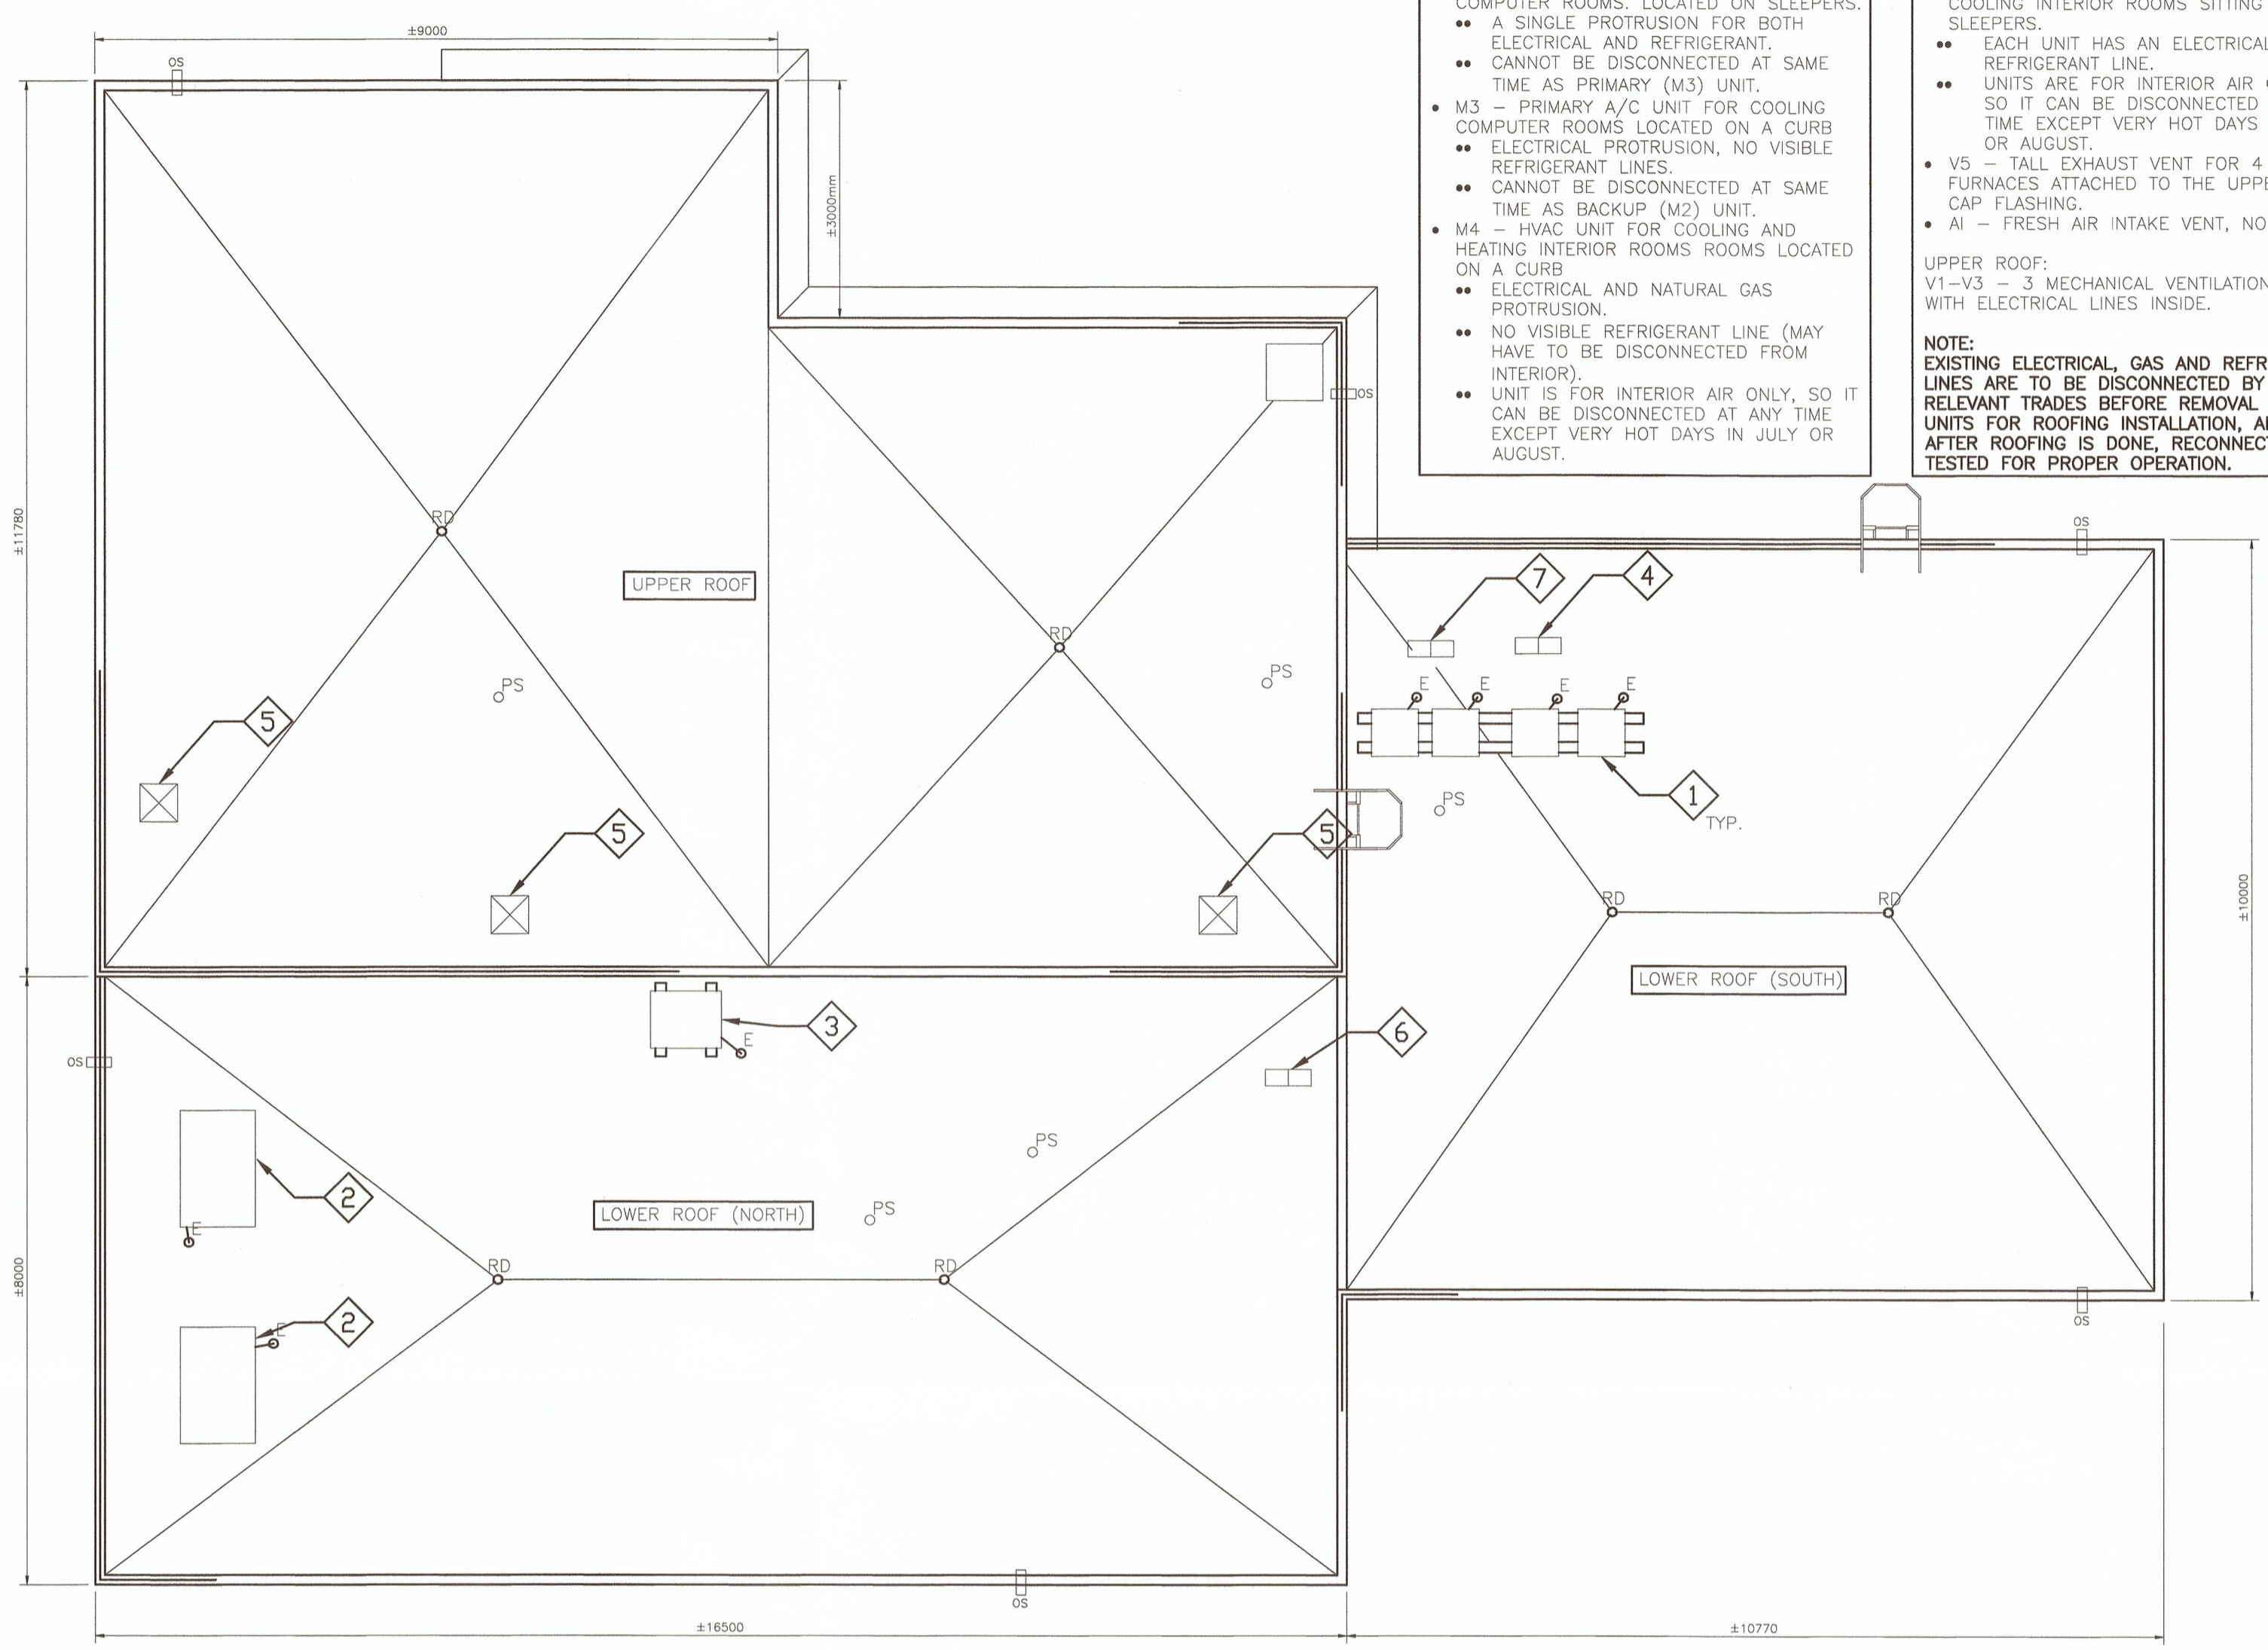 COMPUTER ROOMS. LOCATED ON SLEEPERS.
•• A SINGLE PROTRUSION FOR BOTH
ELECTRICAL AND REFRIGERANT.
•• CANNOT BE DISCONNECTED AT SAME
TIME AS PRIMARY (M3) UNIT.
• M3 – PRIMARY A/C UNIT FOR COOLING
COMPUTER ROOMS LOCATED ON A CURB
•• ELECTRICAL PROTRUSION, NO VISIBLE
REFRIGERANT LINES.
•• CANNOT BE DISCONNECTED AT SAME
TIME AS BACKUP (M2) UNIT.
• M4 – HVAC UNIT FOR COOLING AND
HEATING INTERIOR ROOMS ROOMS LOCATED
ON A CURB
•• ELECTRICAL AND NATURAL GAS
PROTRUSION.
•• NO VISIBLE REFRIGERANT LINE (MAY
HAVE TO BE DISCONNECTED FROM
INTERIOR).
•• UNIT IS FOR INTERIOR AIR ONLY, SO IT
CAN BE DISCONNECTED AT ANY TIME
EXCEPT VERY HOT DAYS IN JULY OR
AUGUST.
COOLING INTERIOR ROOMS SITTING
SLEEPERS.
•• EACH UNIT HAS AN ELECTRICAL
REFRIGERANT LINE.
•• UNITS ARE FOR INTERIOR AIR
SO IT CAN BE DISCONNECTED
TIME EXCEPT VERY HOT DAYS
OR AUGUST.
• V5 – TALL EXHAUST VENT FOR 4
FURNACES ATTACHED TO THE UPPE
CAP FLASHING.
• AI – FRESH AIR INTAKE VENT, NO
UPPER ROOF:
V1–V3 – 3 MECHANICAL VENTILATION
WITH ELECTRICAL LINES INSIDE.
NOTE:
EXISTING ELECTRICAL, GAS AND REFR
LINES ARE TO BE DISCONNECTED BY
RELEVANT TRADES BEFORE REMOVAL
UNITS FOR ROOFING INSTALLATION, A
AFTER ROOFING IS DONE, RECONNECT
TESTED FOR PROPER OPERATION.
±9000
OS
±3000mm
OS
±11780
RD
UPPER ROOF
RD
PS
PS
5
5
5
OS
7
4
E
E
E
E
1
TYP.
PS
RD
RD
±10000
LOWER ROOF (SOUTH)
3
E
6
OS
PS
2
E
LOWER ROOF (NORTH)
PS
RD
RD
±8000
2
E
OS
OS
±16500
±10770